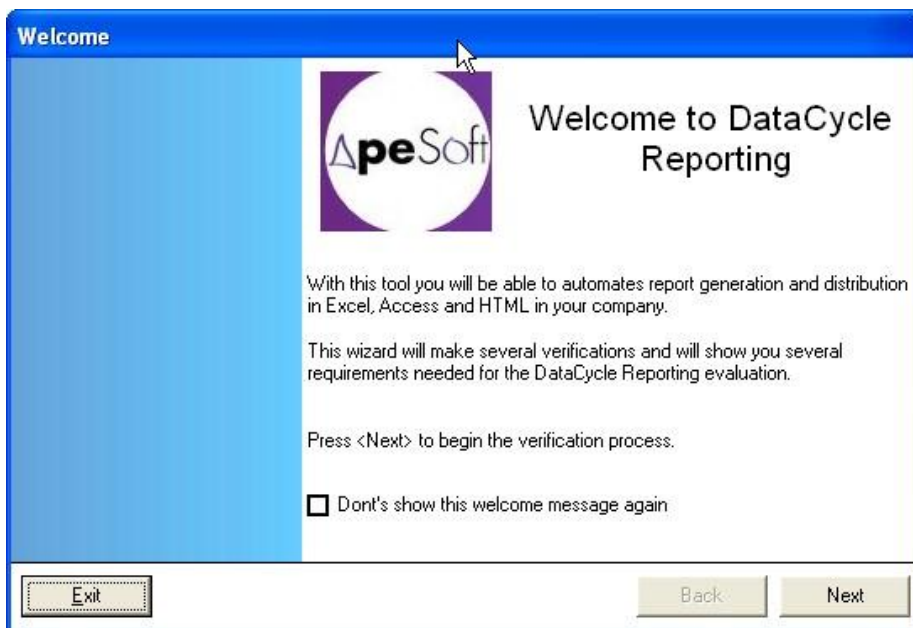 Welcome
ApeSoft
Welcome to DataCycle
Reporting
With this tool you will be able to automates report generation and distribution
in Excel, Access and HTML in your company.
This wizard will make several verifications and will show you several
requirements needed for the DataCycle Reporting evaluation.
Press <Next> to begin the verification process.
Dont's show this welcome message again
Exit
Back
Next